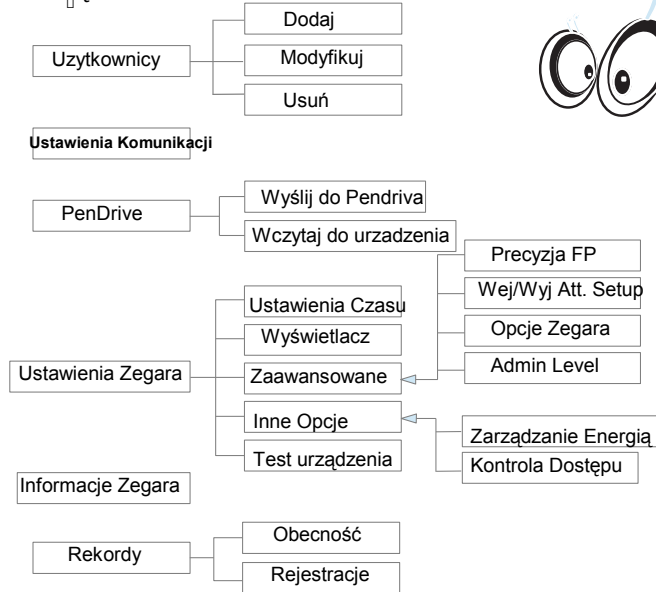 Uzytkownicy
Dodaj
Modyfikuj
Usuń
Ustawienia Komunikacji
PenDrive
Wyślij do Pendriva
Wczytaj do urzadzenia
Ustawienia Zegara
Ustawienia Czasu
Wyświetlacz
Zaawansowane
Inne Opcje
Test urządzenia
Precyzja FP
Wej/Wyj Att. Setup
Opcje Zegara
Admin Level
Zarządzanie Energią
Kontrola Dostępu
Informacje Zegara
Rekordy
Obecność
Rejestracje